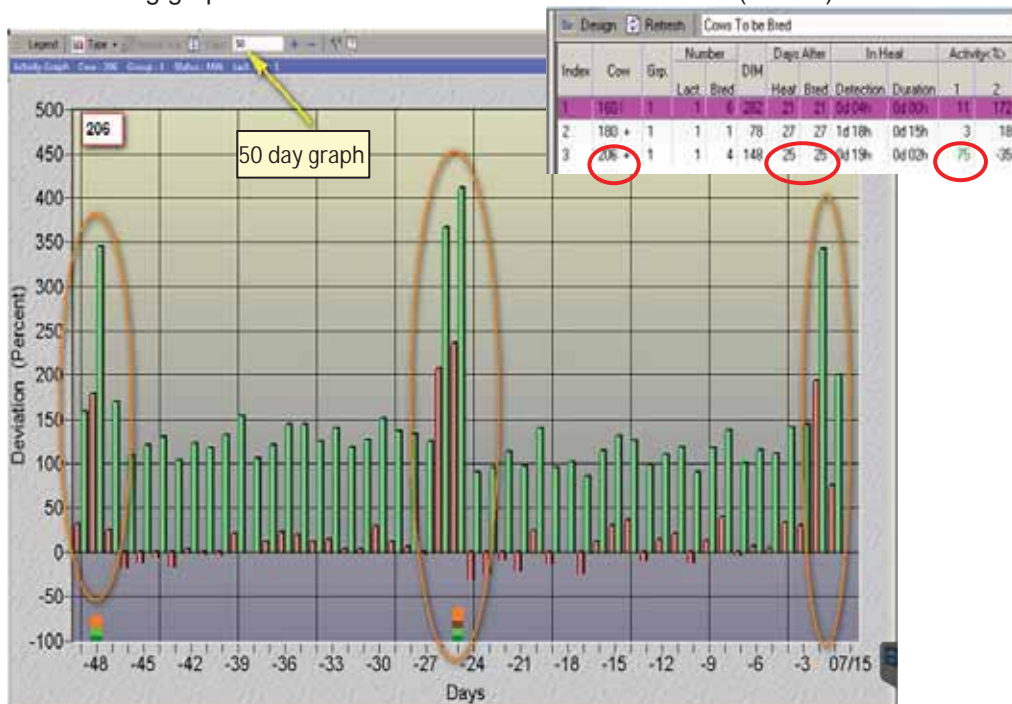 Design Refresh Cows To be Bred
Number Days After In Heat Activity(%)
Index Cow Grp. DIM
Lact. Bred Heat Bred Detection Duration 1 2
1 1 1 6 262 21 21 0d 04h 0d 00h 11 172
2 180 + 1 1 1 78 27 27 1d 18h 0d 15h 3 18
3 206 + 1 1 4 148 25 25 0d 19h 0d 02h 75 -35
Legend Type 50 + -
206
50 day graph
Deviation (Percent)
500
450
400
350
300
250
200
150
100
50
0
-50
-100
-48 -45 -42 -39 -36 -33 -30 -27 -24 -21 -18 -15 -12 -9 -6 -3 07/15
Days